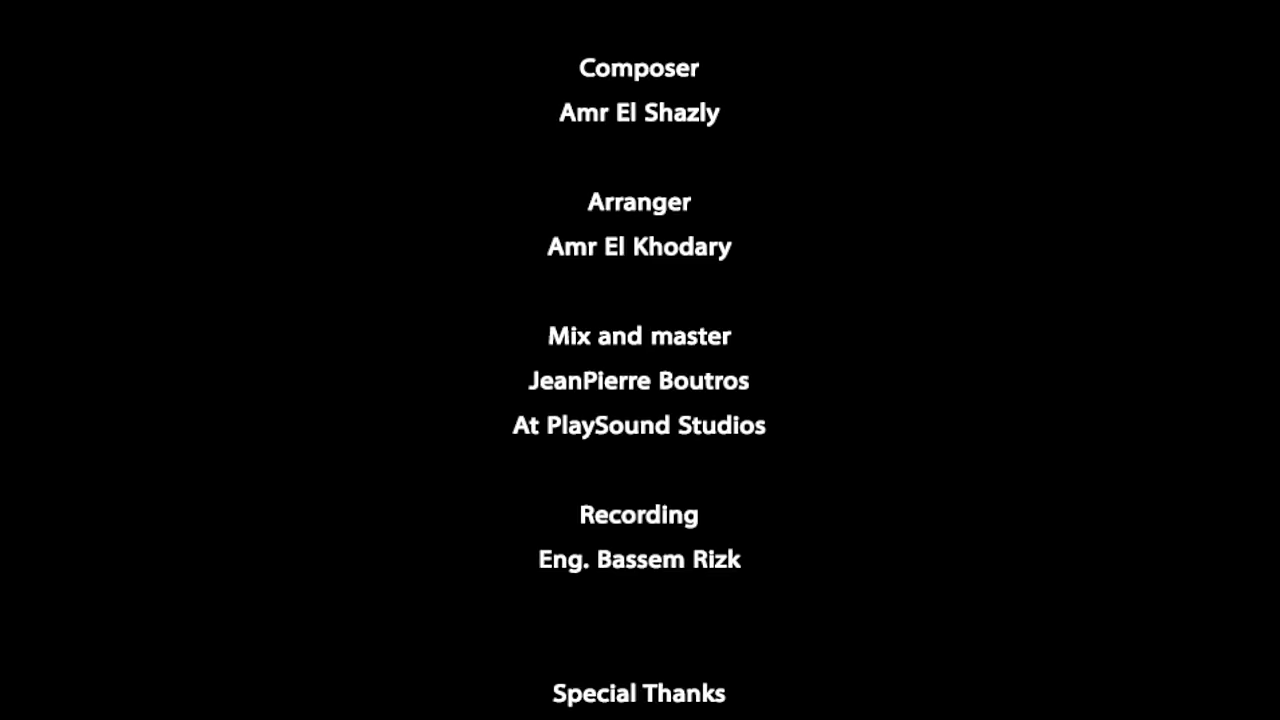 Composer
Amr El Shazly
Arranger
Amr El Khodary
Mix and master
JeanPierre Boutros
At PlaySound Studios
Recording
Eng. Bassem Rizk
Special Thanks